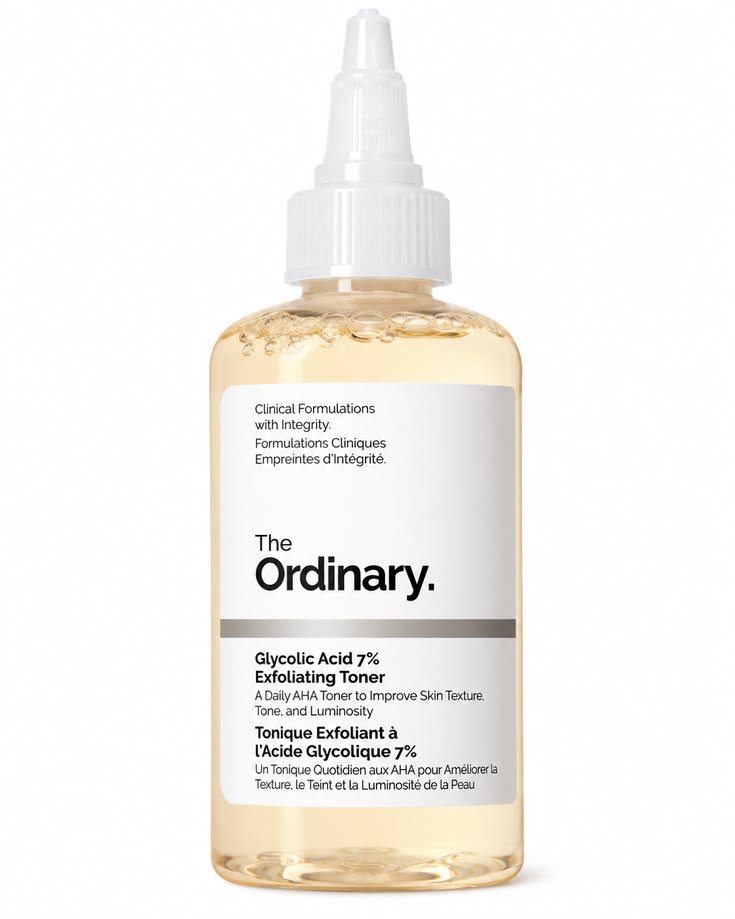 Clinical Formulations
with Integrity.
Formulations Cliniques
Empreintes d'Intégrité.
The
Ordinary.
Glycolic Acid 7%
Exfoliating Toner
A Daily AHA Toner to Improve Skin Texture,
Tone, and Luminosity
Tonique Exfoliant à
l'Acide Glycolique 7%
Un Tonique Quotidien aux AHA pour Améliorer la
Texture, le Teint et la Luminosité de la Peau